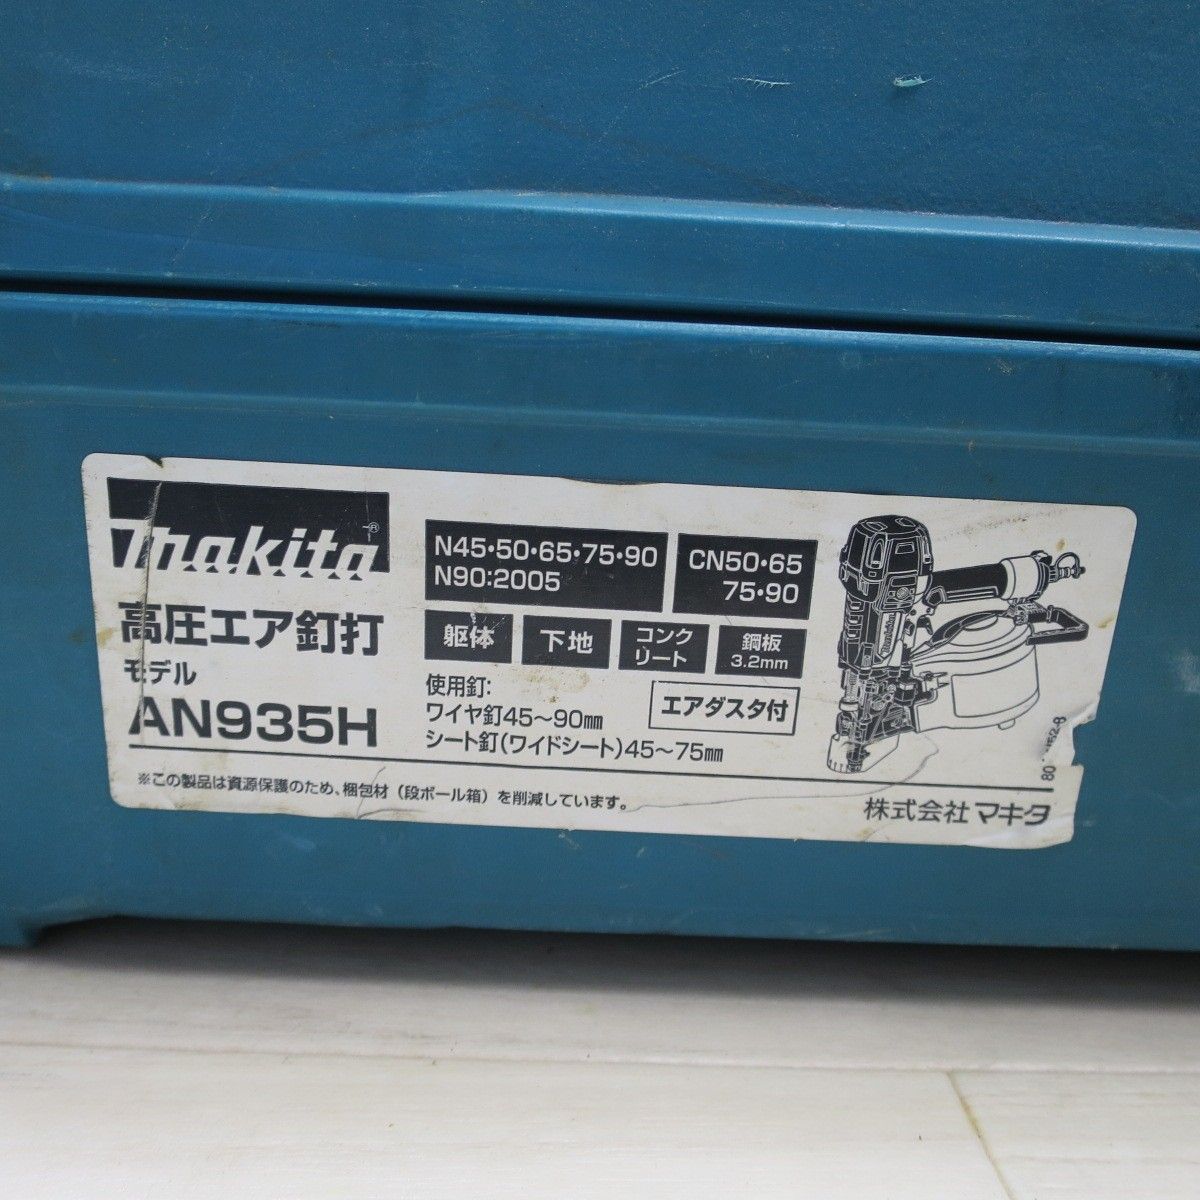 makita®
高圧エア釘打
モデル
AN935H
N45・50・65・75・90
N90:2005
CN50・65
75・90
躯体
下地
コンク
リート
鋼板
3.2mm
使用釘:
ワイヤ釘45～90mm
シート釘(ワイドシート)45～75mm
エアダスタ付
※この製品は資源保護のため、梱包材（段ボール箱）を削減しています。
株式会社マキタ